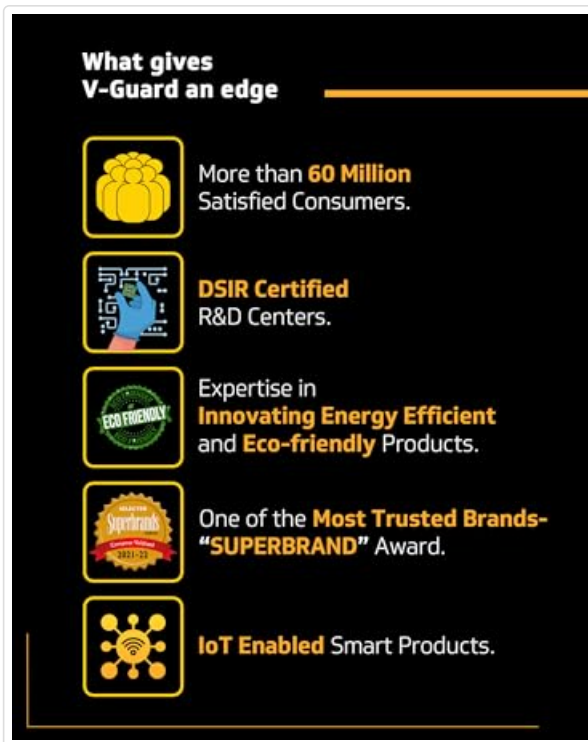 What gives
V-Guard an edge
More than 60 Million
Satisfied Consumers.
DSIR Certified
R&D Centers.
ECO FRIENDLY
Expertise in
Innovating Energy Efficient
and Eco-friendly Products.
SELECTED
Superbrands
2021-22
One of the Most Trusted Brands-
“SUPERBRAND” Award.
IoT Enabled Smart Products.